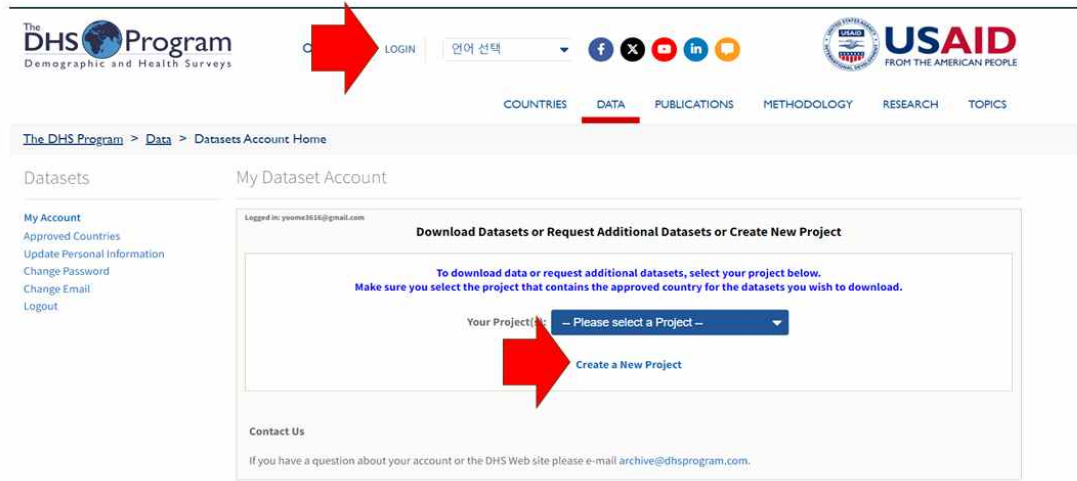 The
DHS Program
Demographic and Health Surveys
LOGIN
언어 선택
USAID
FROM THE AMERICAN PEOPLE
COUNTRIES DATA PUBLICATIONS METHODOLOGY RESEARCH TOPICS
The DHS Program > Data > Datasets Account Home
Datasets
My Account
Approved Countries
Update Personal Information
Change Password
Change Email
Logout
My Dataset Account
Logged in: yoome3616@gmail.com
Download Datasets or Request Additional Datasets or Create New Project
To download data or request additional datasets, select your project below.
Make sure you select the project that contains the approved country for the datasets you wish to download.
Your Project(s): -- Please select a Project --
Create a New Project
Contact Us
If you have a question about your account or the DHS Web site please e-mail archive@dhsprogram.com.